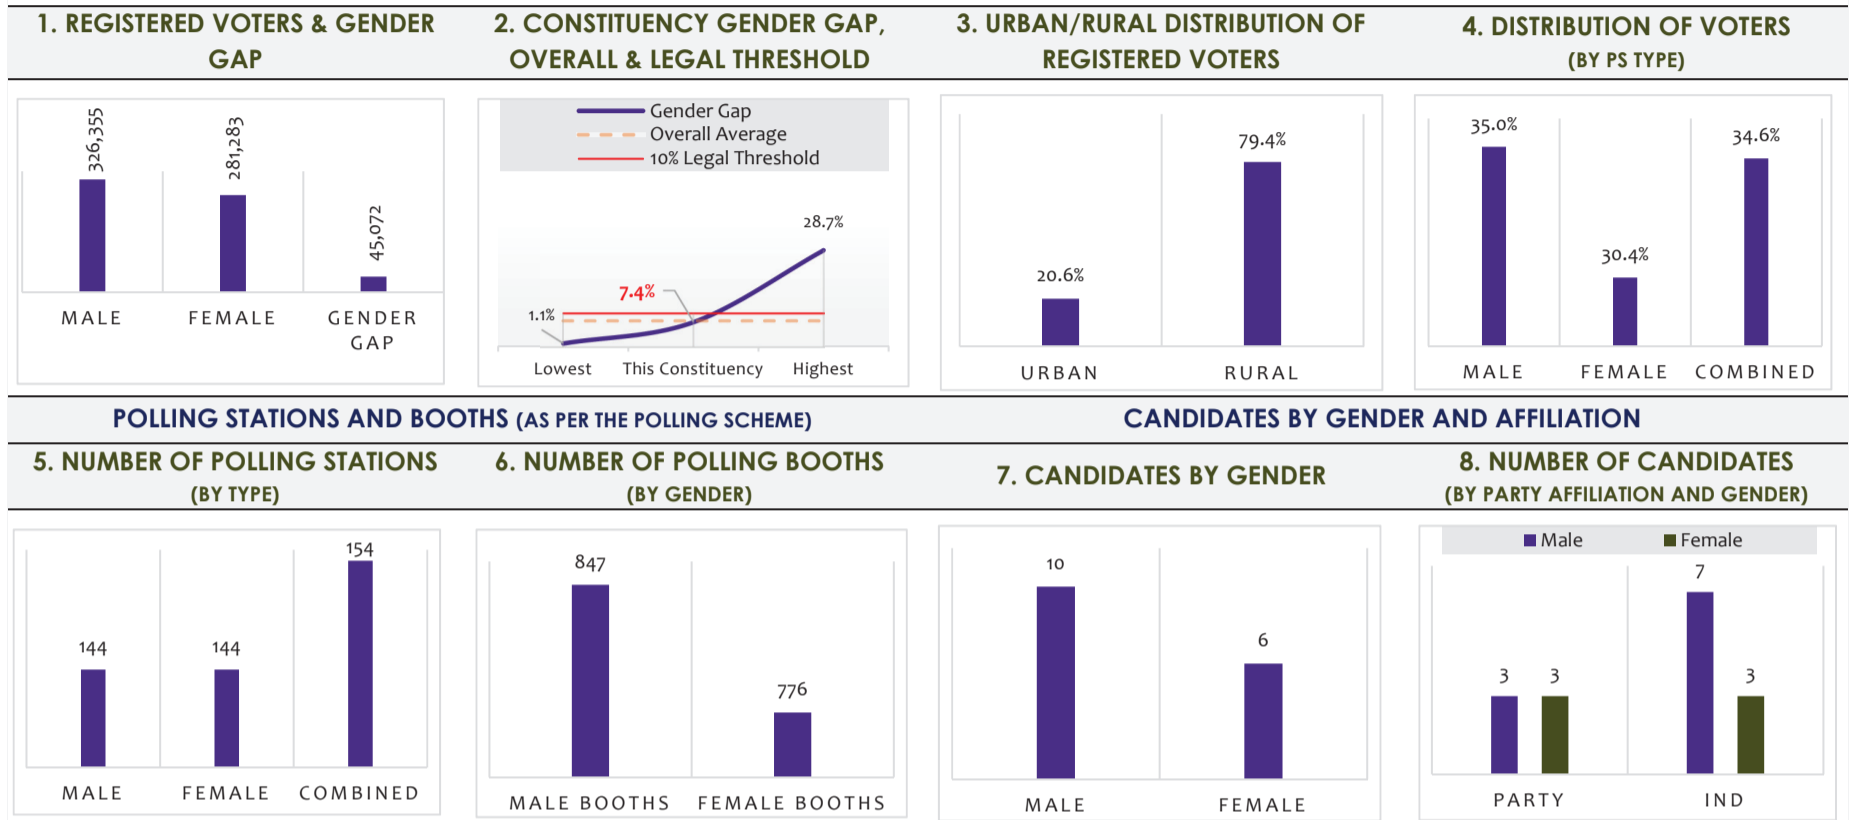 1. REGISTERED VOTERS & GENDER
GAP
326,355
281,283
45,072
MALE
FEMALE
GENDER
GAP
2. CONSTITUENCY GENDER GAP,
OVERALL & LEGAL THRESHOLD
Gender Gap
Overall Average
10% Legal Threshold
28.7%
7.4%
1.1%
Lowest
This Constituency
Highest
3. URBAN/RURAL DISTRIBUTION OF
REGISTERED VOTERS
79.4%
20.6%
URBAN
RURAL
4. DISTRIBUTION OF VOTERS
(BY PS TYPE)
35.0%
34.6%
30.4%
MALE
FEMALE
COMBINED
POLLING STATIONS AND BOOTHS (AS PER THE POLLING SCHEME)
CANDIDATES BY GENDER AND AFFILIATION
5. NUMBER OF POLLING STATIONS
(BY TYPE)
154
144
144
MALE
FEMALE
COMBINED
6. NUMBER OF POLLING BOOTHS
(BY GENDER)
847
776
MALE BOOTHS
FEMALE BOOTHS
7. CANDIDATES BY GENDER
10
6
MALE
FEMALE
8. NUMBER OF CANDIDATES
(BY PARTY AFFILIATION AND GENDER)
Male
Female
7
3
3
3
PARTY
IND